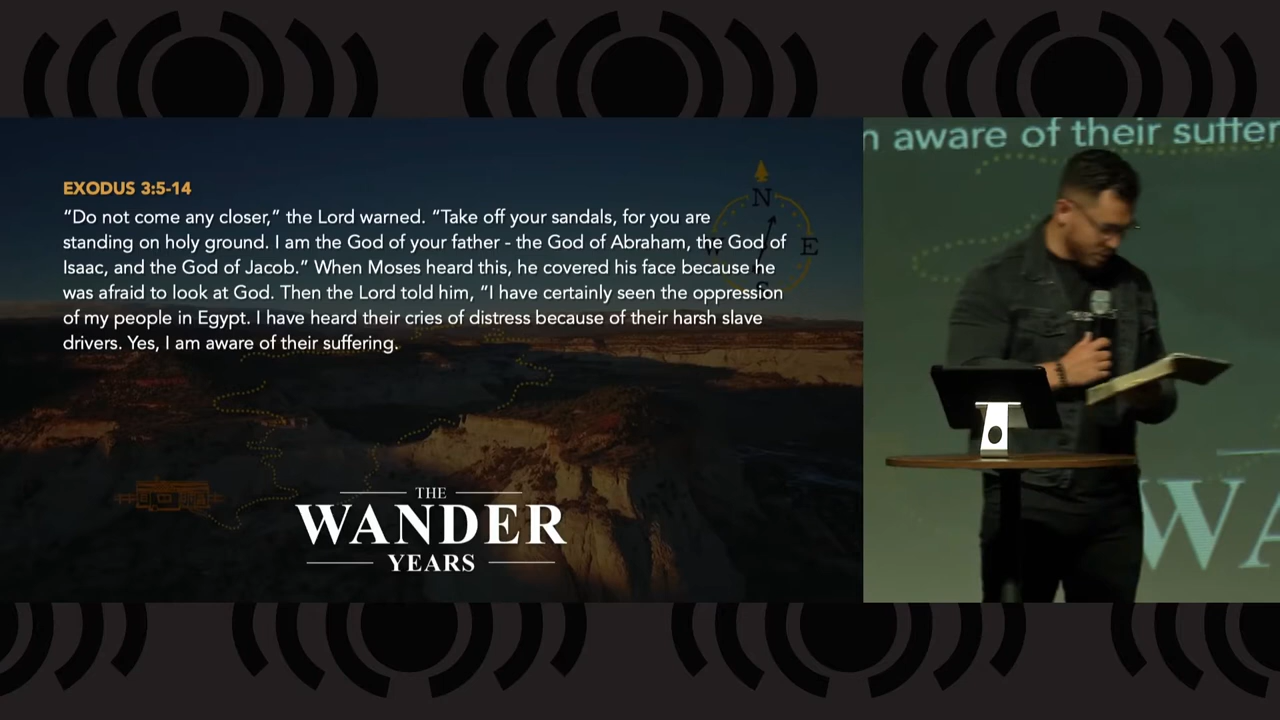 EXODUS 3:5-14
“Do not come any closer,” the Lord warned. “Take off your sandals, for you are
standing on holy ground. I am the God of your father - the God of Abraham, the God of
Isaac, and the God of Jacob.” When Moses heard this, he covered his face because he
was afraid to look at God. Then the Lord told him, “I have certainly seen the oppression
of my people in Egypt. I have heard their cries of distress because of their harsh slave
drivers. Yes, I am aware of their suffering.
N
W
E
S
THE
WANDER
YEARS
n aware of their suffer
WA